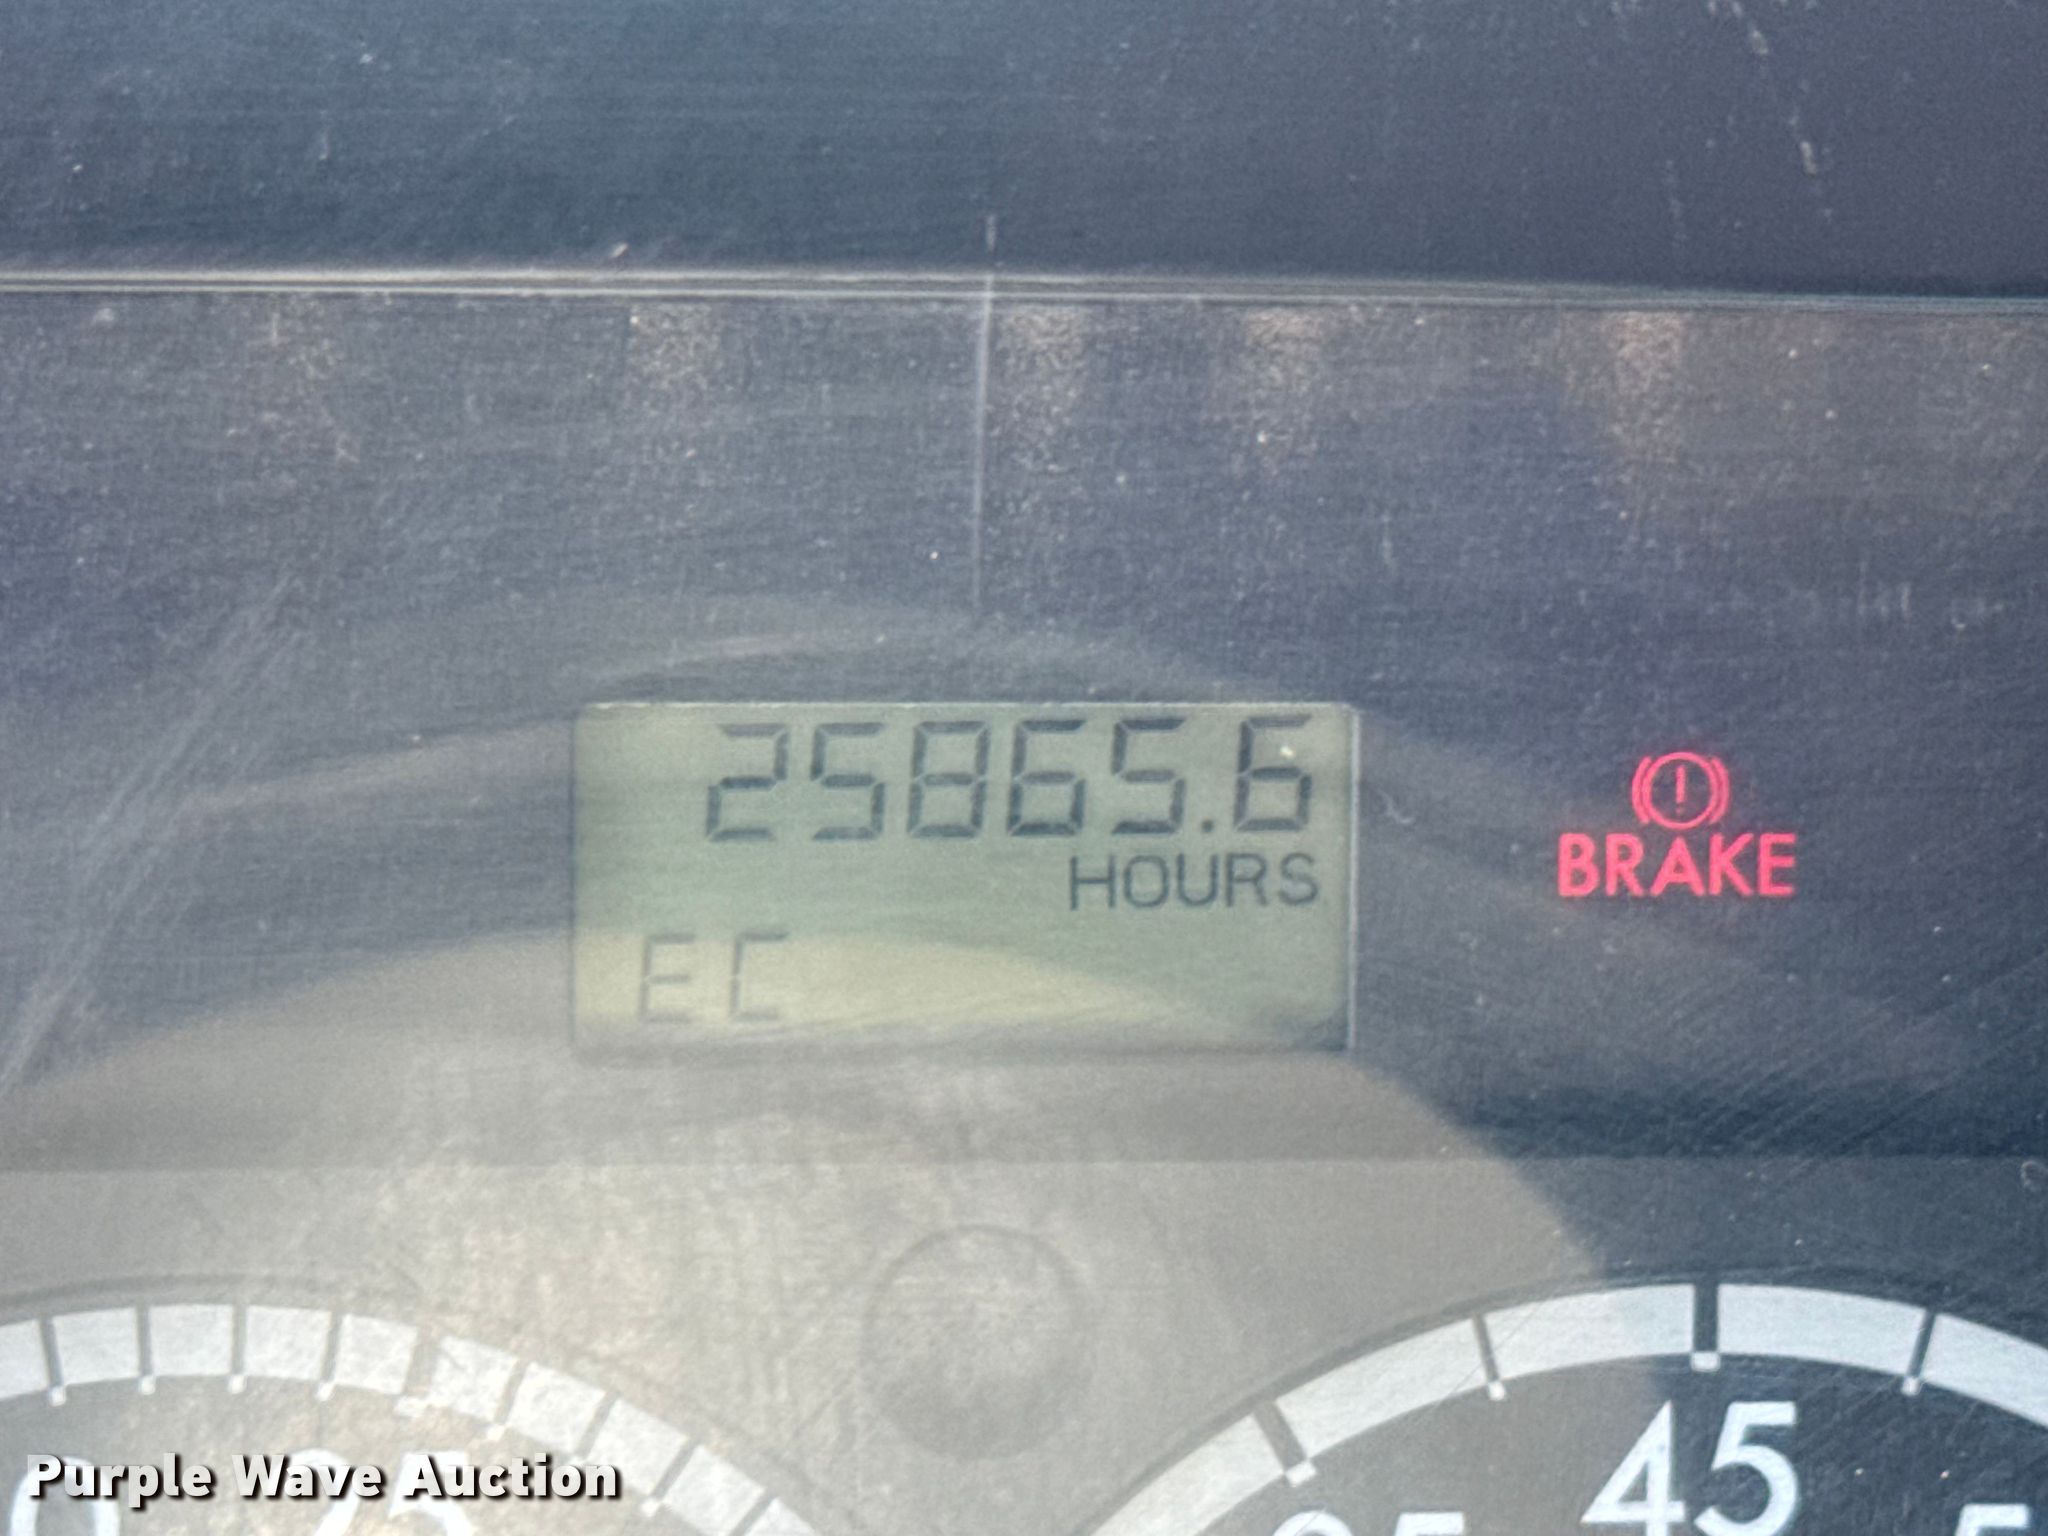 25865.6
HOURS
BRAKE
EC
45
Purple Wave Auction